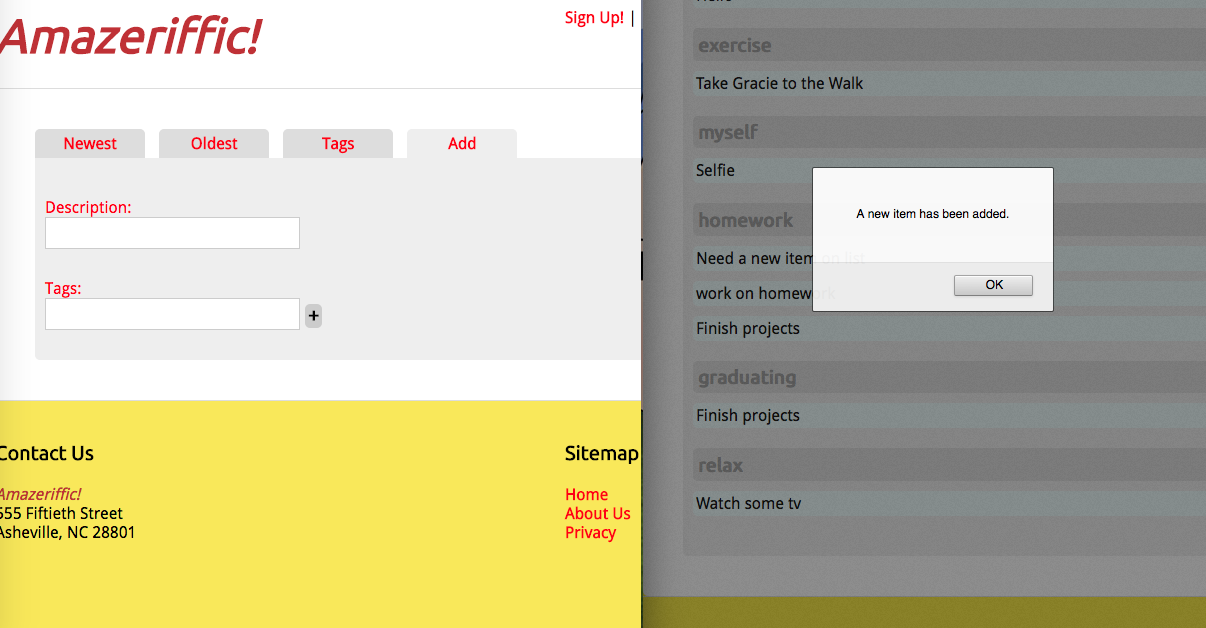 Amazeriffic!
Sign Up! |
Newest
Oldest
Tags
Add
Description:
Tags:
+
Contact Us
Amazeriffic!
555 Fiftieth Street
Asheville, NC 28801
Sitemap
Home
About Us
Privacy
exercise
Take Gracie to the Walk
myself
Selfie
homework
Need a new item on list
work on homework
Finish projects
graduating
Finish projects
relax
Watch some tv
A new item has been added.
OK